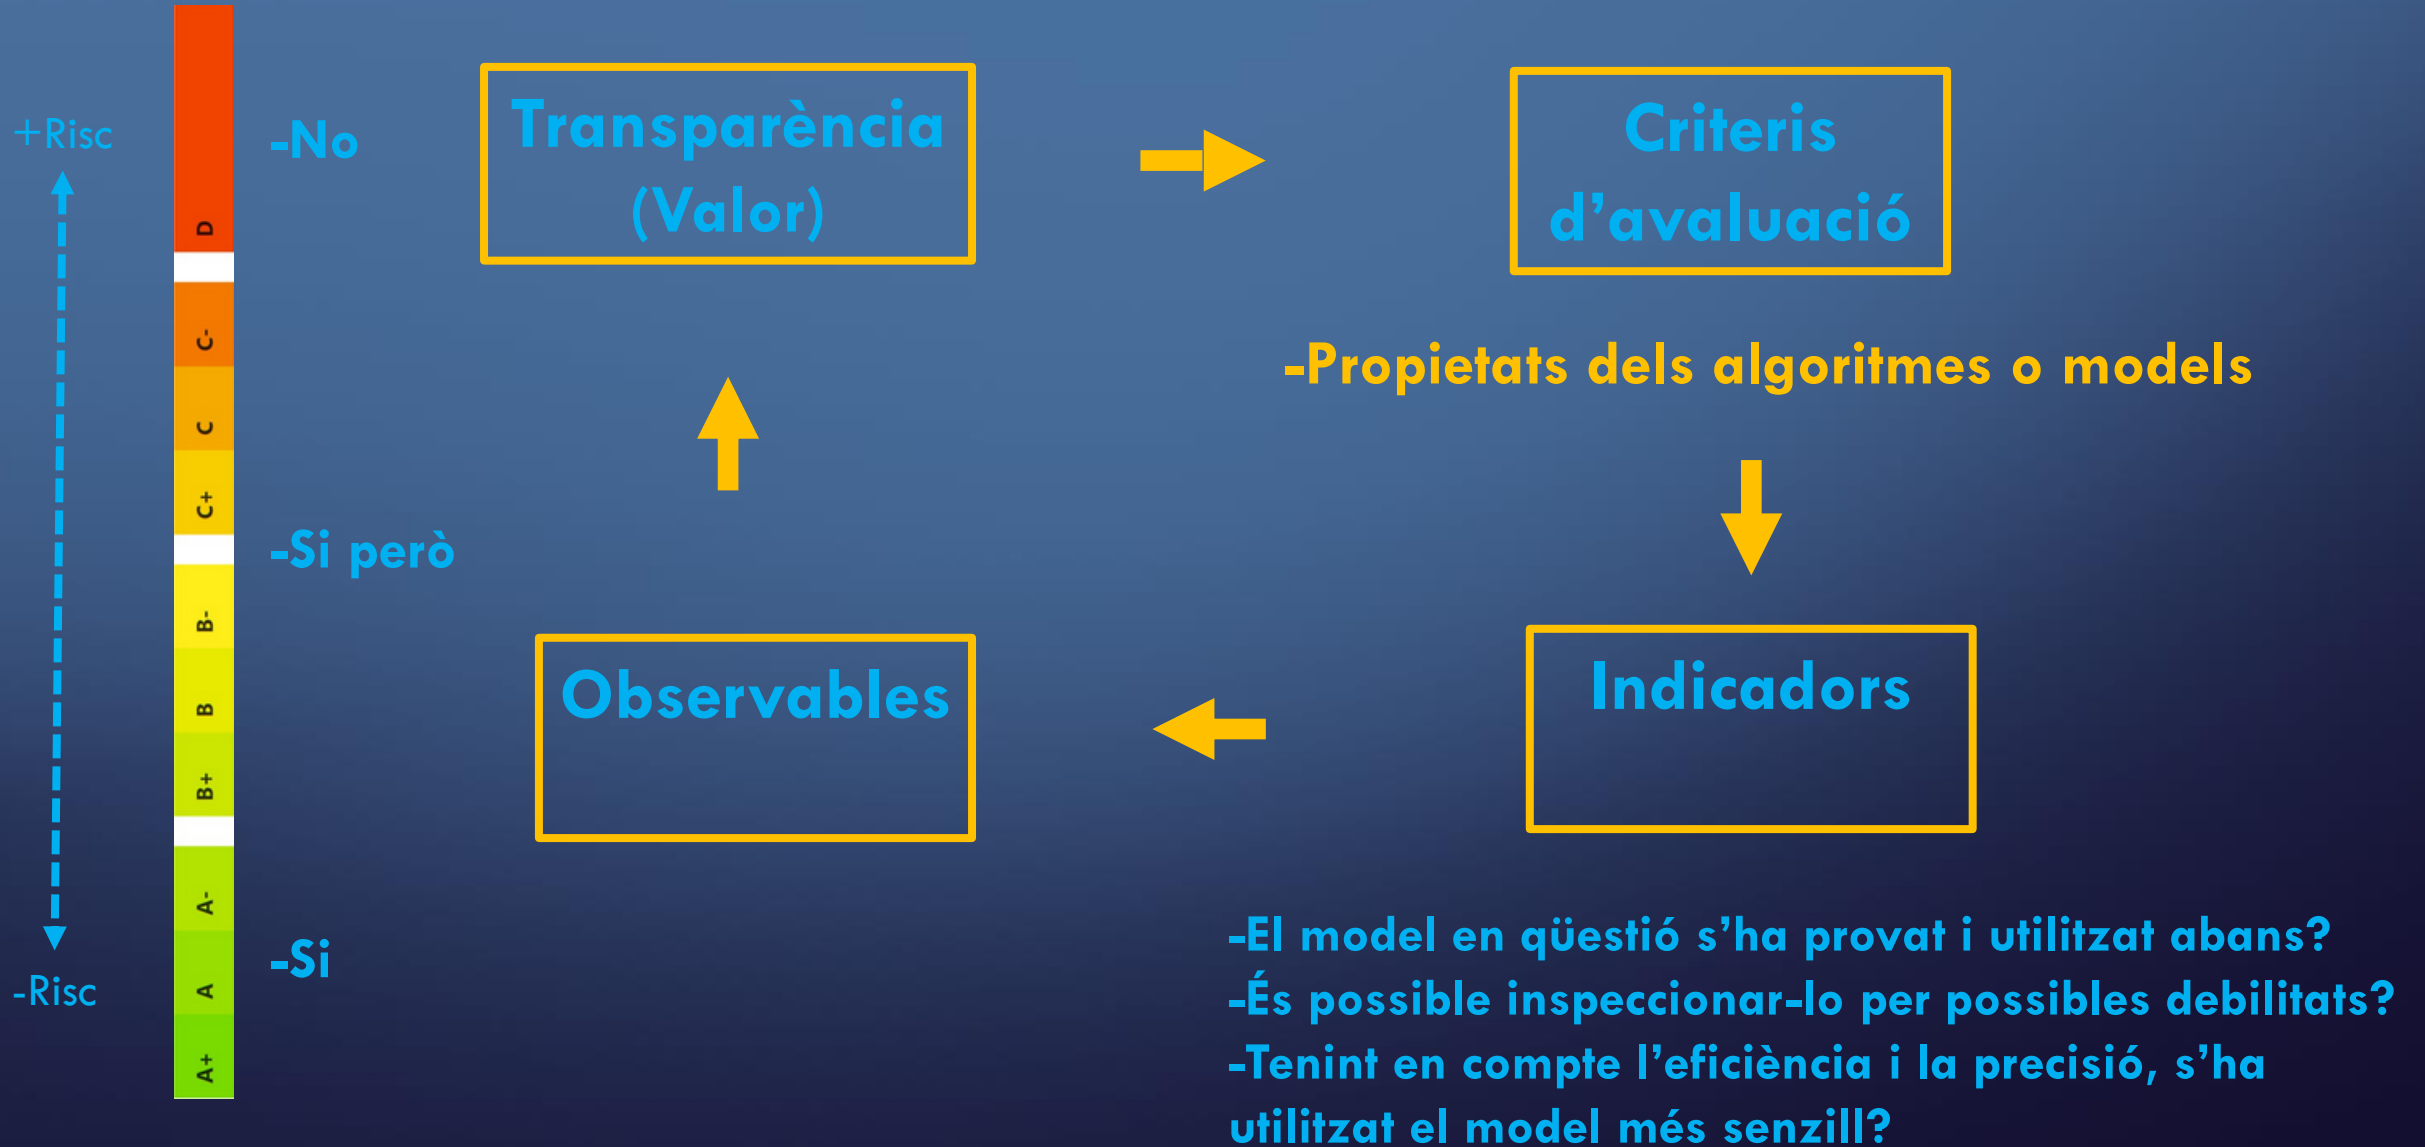 +Risc
-Risc
D
C-
C
C+
B-
B
B+
A-
A
A+
-No
-Si però
-Si
Transparència
(Valor)
Criteris
d’avaluació
-Propietats dels algoritmes o models
Observables
Indicadors
-El model en qüestió s’ha provat i utilitzat abans?
-És possible inspeccionar-lo per possibles debilitats?
-Tenint en compte l’eficiència i la precisió, s’ha
utilitzat el model més senzill?